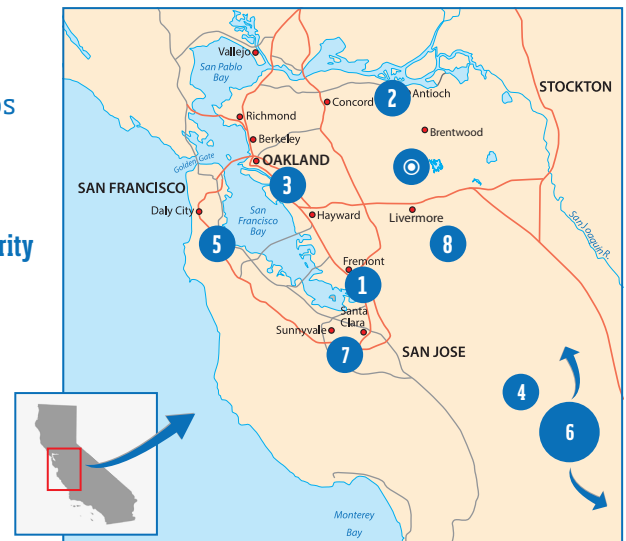 os
rity
Vallejo
San Pablo
Bay
Concord
2
Antioch
STOCKTON
Richmond
Berkeley
Brentwood
Golden Gate
OAKLAND
3
SAN FRANCISCO
Daly City
San
Francisco
Bay
Hayward
Livermore
San Joaquin R.
5
8
Fremont
1
Santa
Clara
Sunnyvale
7
SAN JOSE
4
6
Monterey
Bay